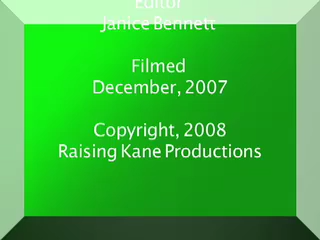 Editor
Janice Bennett
Filmed
December, 2007
Copyright, 2008
Raising Kane Productions